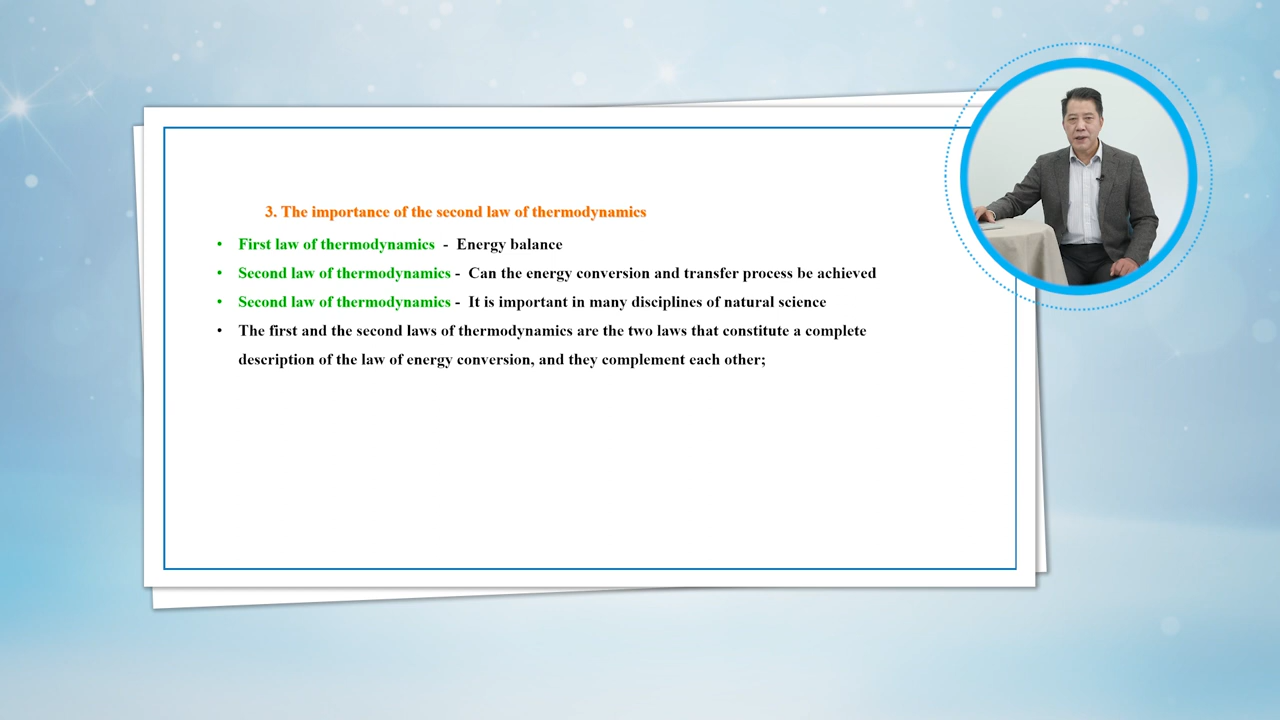 3. The importance of the second law of thermodynamics
• First law of thermodynamics - Energy balance
• Second law of thermodynamics - Can the energy conversion and transfer process be achieved
• Second law of thermodynamics - It is important in many disciplines of natural science
• The first and the second laws of thermodynamics are the two laws that constitute a complete
description of the law of energy conversion, and they complement each other;